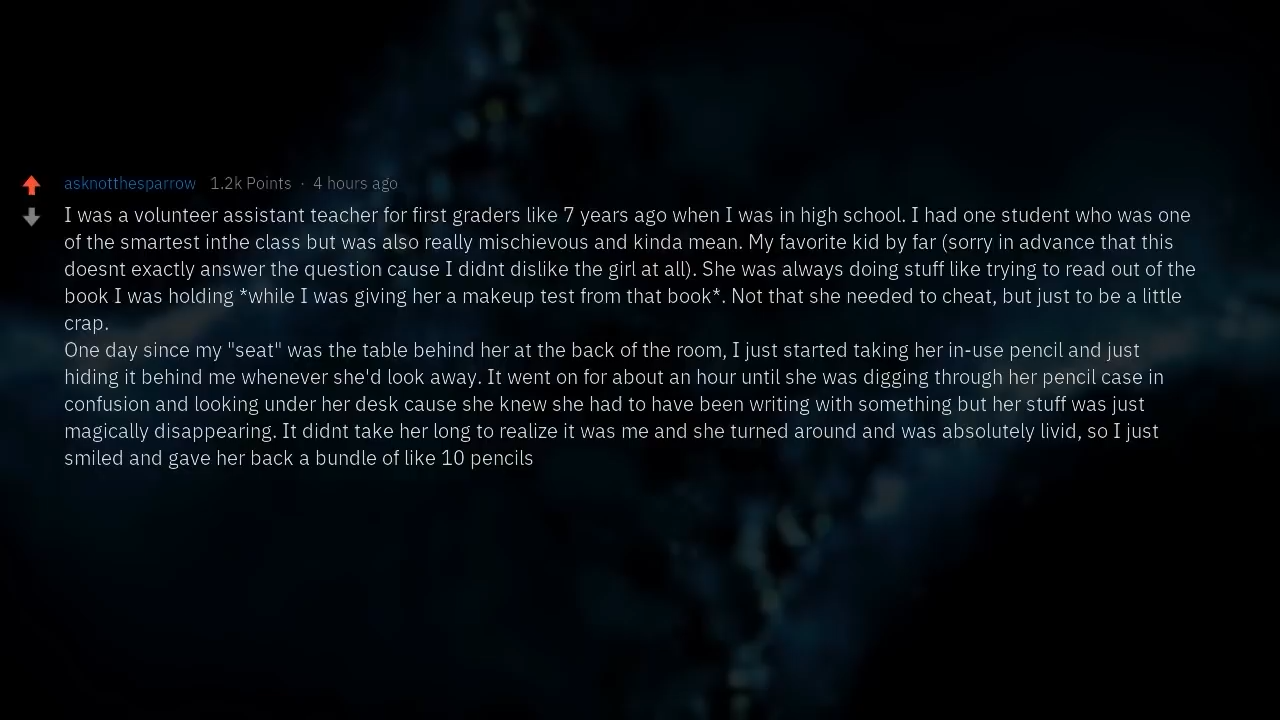 asknotthesparrow 1.2k Points · 4 hours ago
I was a volunteer assistant teacher for first graders like 7 years ago when I was in high school. I had one student who was one
of the smartest inthe class but was also really mischievous and kinda mean. My favorite kid by far (sorry in advance that this
doesnt exactly answer the question cause I didnt dislike the girl at all). She was always doing stuff like trying to read out of the
book I was holding *while I was giving her a makeup test from that book*. Not that she needed to cheat, but just to be a little
crap.
One day since my "seat" was the table behind her at the back of the room, I just started taking her in-use pencil and just
hiding it behind me whenever she'd look away. It went on for about an hour until she was digging through her pencil case in
confusion and looking under her desk cause she knew she had to have been writing with something but her stuff was just
magically disappearing. It didnt take her long to realize it was me and she turned around and was absolutely livid, so I just
smiled and gave her back a bundle of like 10 pencils